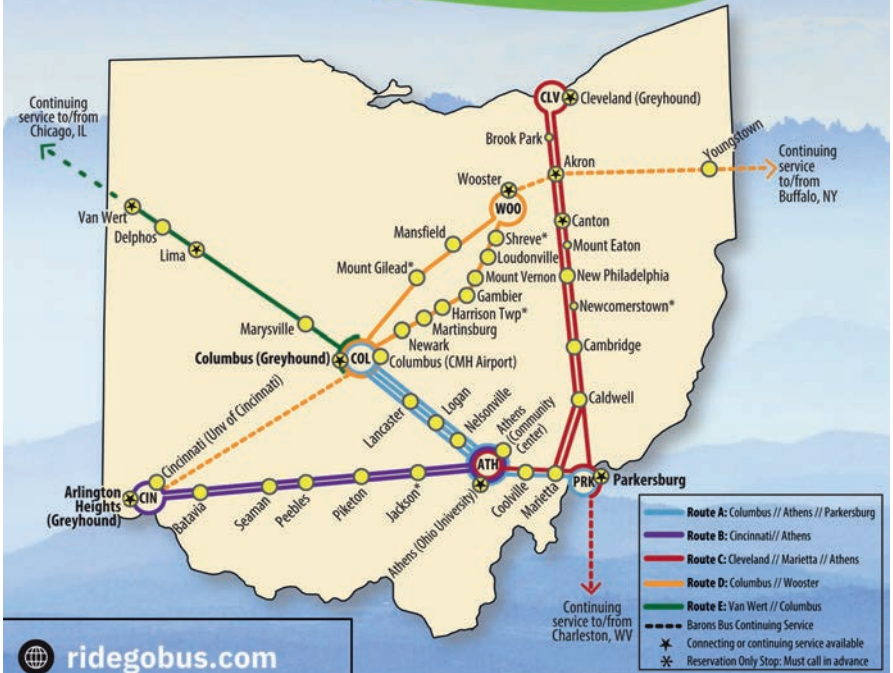 Continuing
service to/from
Chicago, IL
CLV
Cleveland (Greyhound)
Brook Park
Akron
Youngstown
Continuing
service
to/from
Buffalo, NY
Wooster
WOO
Van Wert
Delphos
Lima
Canton
Mansfield
Shreve*
Mount Eaton
Loudonville
Mount Gilead*
Mount Vernon
New Philadelphia
Gambier
Harrison Twp*
Newcomerstown*
Martinsburg
Marysville
Newark
Cambridge
Columbus (Greyhound)
COL
Columbus (CMH Airport)
Cincinnati (Unv of Cincinnati)
Caldwell
Lancaster
Logan
Nelsonville
Athens
(Community
Center)
ATH
Arlington
Heights
(Greyhound)
CIN
Batavia
Seaman
Peebles
Piketon
Jackson*
Athens (Ohio University)
Coolville
Marietta
PRK
Parkersburg
Continuing
service to/from
Charleston, WV
Route A: Columbus // Athens // Parkersburg
Route B: Cincinnati// Athens
Route C: Cleveland // Marietta // Athens
Route D: Columbus // Wooster
Route E: Van Wert // Columbus
Barons Bus Continuing Service
Connecting or continuing service available
Reservation Only Stop: Must call in advance
ridegobus.com